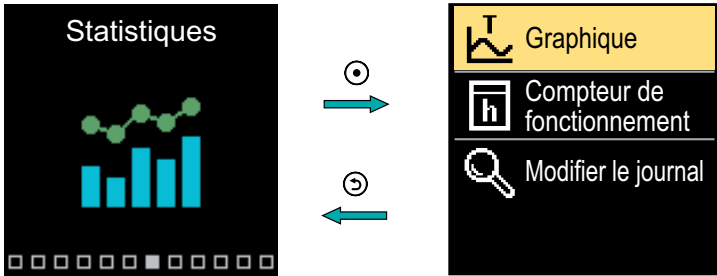 Statistiques
T
Graphique
h
Compteur de
fonctionnement
Modifier le journal